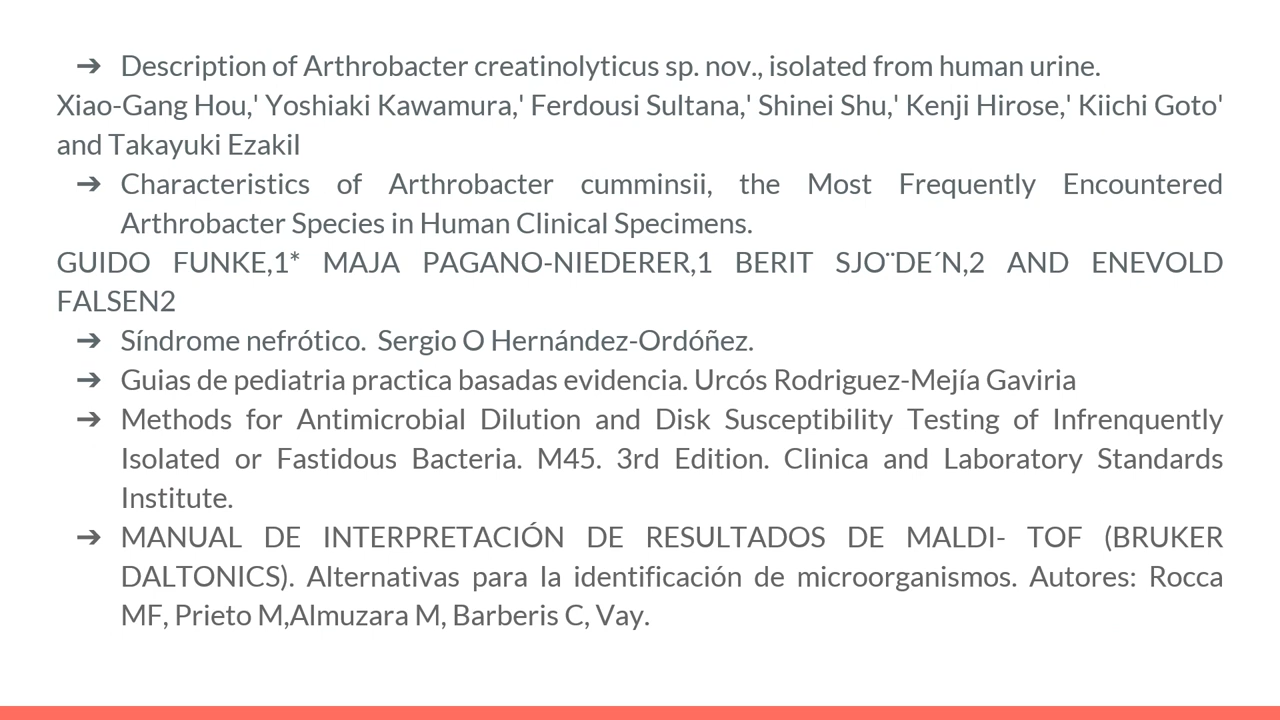 ➔ Description of Arthrobacter creatinolyticus sp. nov., isolated from human urine.
Xiao-Gang Hou,' Yoshiaki Kawamura,' Ferdousi Sultana,' Shinei Shu,' Kenji Hirose,' Kiichi Goto'
and Takayuki Ezakil
➔ Characteristics of Arthrobacter cumminsii, the Most Frequently Encountered
Arthrobacter Species in Human Clinical Specimens.
GUIDO FUNKE,1* MAJA PAGANO-NIEDERER,1 BERIT SJO¨DE´N,2 AND ENEVOLD
FALSEN2
➔ Síndrome nefrótico.  Sergio O Hernández-Ordóñez.
➔ Guias de pediatria practica basadas evidencia. Urcós Rodriguez-Mejía Gaviria
➔ Methods for Antimicrobial Dilution and Disk Susceptibility Testing of Infrenquently
Isolated or Fastidous Bacteria. M45. 3rd Edition. Clinica and Laboratory Standards
Institute.
➔ MANUAL DE INTERPRETACIÓN DE RESULTADOS DE MALDI- TOF (BRUKER
DALTONICS). Alternativas para la identificación de microorganismos. Autores: Rocca
MF, Prieto M,Almuzara M, Barberis C, Vay.